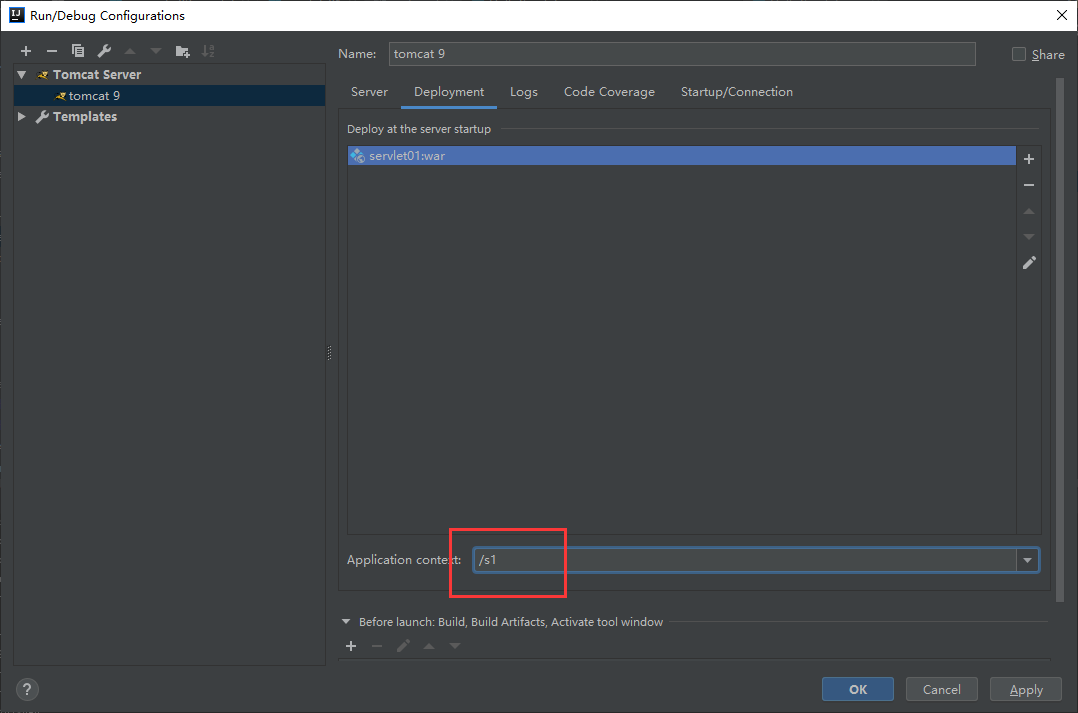 Run/Debug Configurations
Name: tomcat 9
Share
Tomcat Server
tomcat 9
Templates
Server Deployment Logs Code Coverage Startup/Connection
Deploy at the server startup
servlet01:war
Application context: /s1
Before launch: Build, Build Artifacts, Activate tool window
? OK Cancel Apply